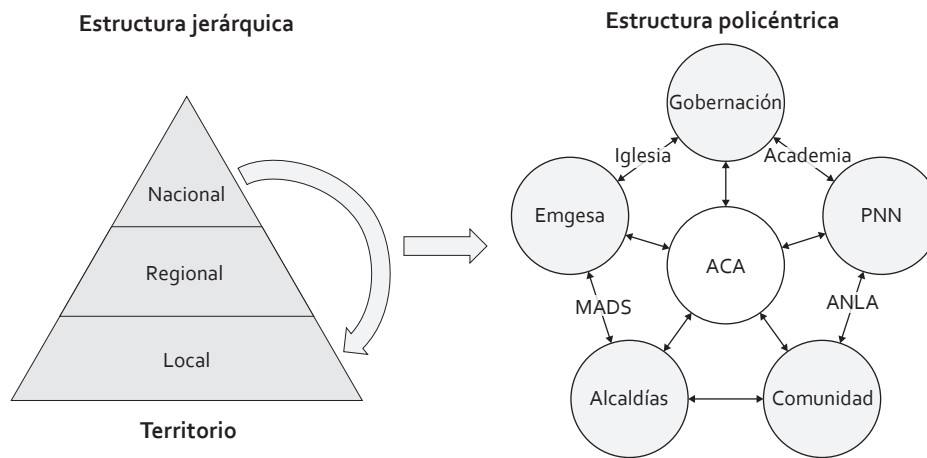 Estructura jerárquica
Nacional
Regional
Local
Territorio
Estructura policéntrica
Gobernación
Iglesia
Academia
Emgesa
PNN
ACA
MADS
ANLA
Alcaldías
Comunidad